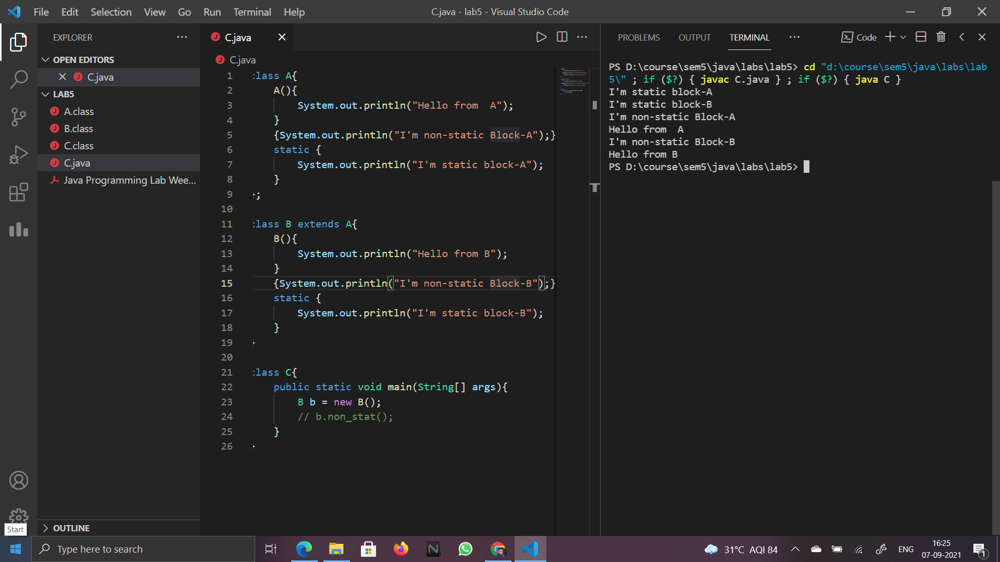 File Edit Selection View Go Run Terminal Help
C.java - lab5 - Visual Studio Code
EXPLORER
OPEN EDITORS
C.java
LAB5
A.class
B.class
C.class
C.java
Java Programming Lab Wee...
OUTLINE
Start
C.java
C.java
1 class A{
2 A(){
3 System.out.println("Hello from  A");
4 }
5 {System.out.println("I'm non-static Block-A");}
6 static {
7 System.out.println("I'm static block-A");
8 }
9 };
10
11 class B extends A{
12 B(){
13 System.out.println("Hello from B");
14 }
15 {System.out.println("I'm non-static Block-B");}
16 static {
17 System.out.println("I'm static block-B");
18 }
19 }
20
21 class C{
22 public static void main(String[] args){
23 B b = new B();
24 // b.non_stat();
25 }
26 }
PROBLEMS OUTPUT TERMINAL
Code
PS D:\course\sem5\java\labs\lab5> cd "d:\course\sem5\java\labs\lab
5\" ; if ($?) { javac C.java } ; if ($?) { java C }
I'm static block-A
I'm static block-B
I'm non-static Block-A
Hello from  A
I'm non-static Block-B
Hello from B
PS D:\course\sem5\java\labs\lab5>
Type here to search
31°C AQI 84
ENG
16:25
07-09-2021
1